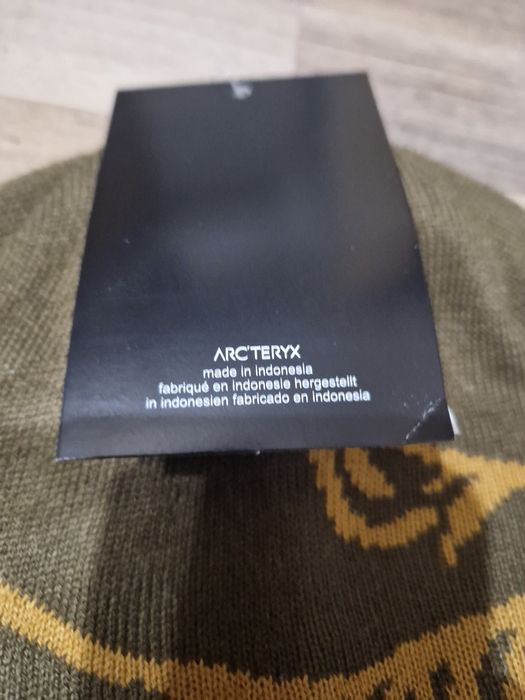 ARC'TERYX
made in indonesia
fabriqué en indonesie hergestellt
in indonesien fabricado en indonesia